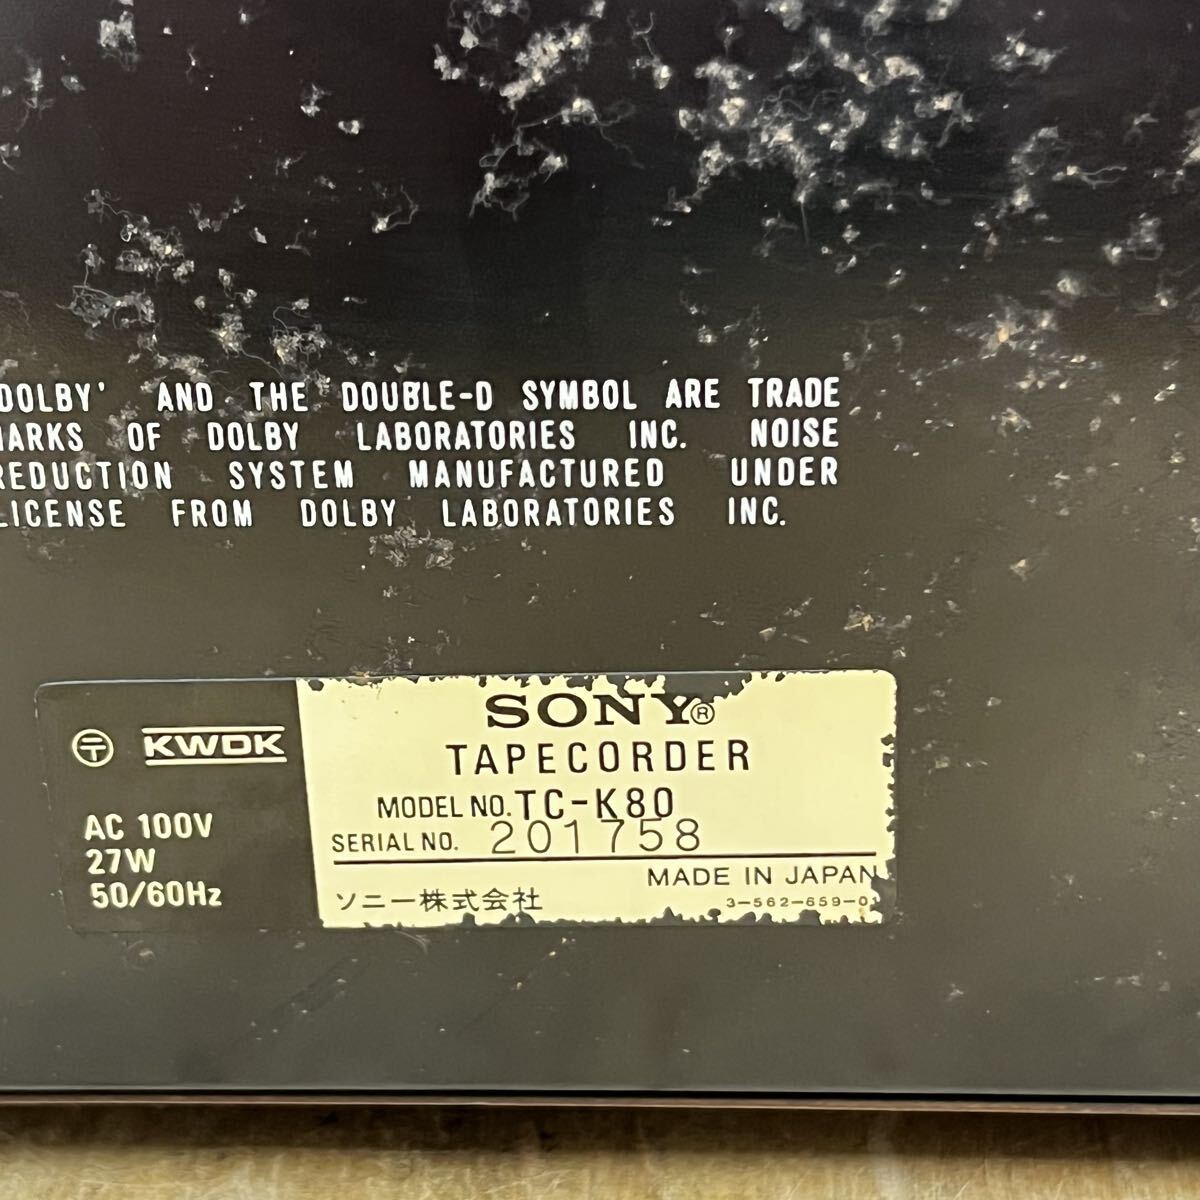 DOLBY' AND THE DOUBLE-D SYMBOL ARE TRADE
MARKS OF DOLBY LABORATORIES INC. NOISE
REDUCTION SYSTEM MANUFACTURED UNDER
LICENSE FROM DOLBY LABORATORIES INC.
〒 KWDK
AC 100V
27W
50/60Hz
SONY®
TAPECORDER
MODEL NO. TC-K80
SERIAL NO. 201758
MADE IN JAPAN
ソニー株式会社
3-562-659-0